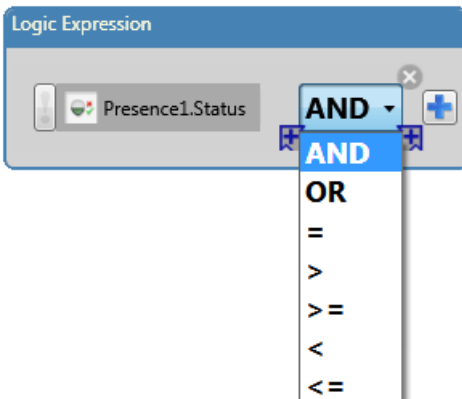 Logic Expression
Presence1.Status AND
AND
OR
=
>
>=
<
<=